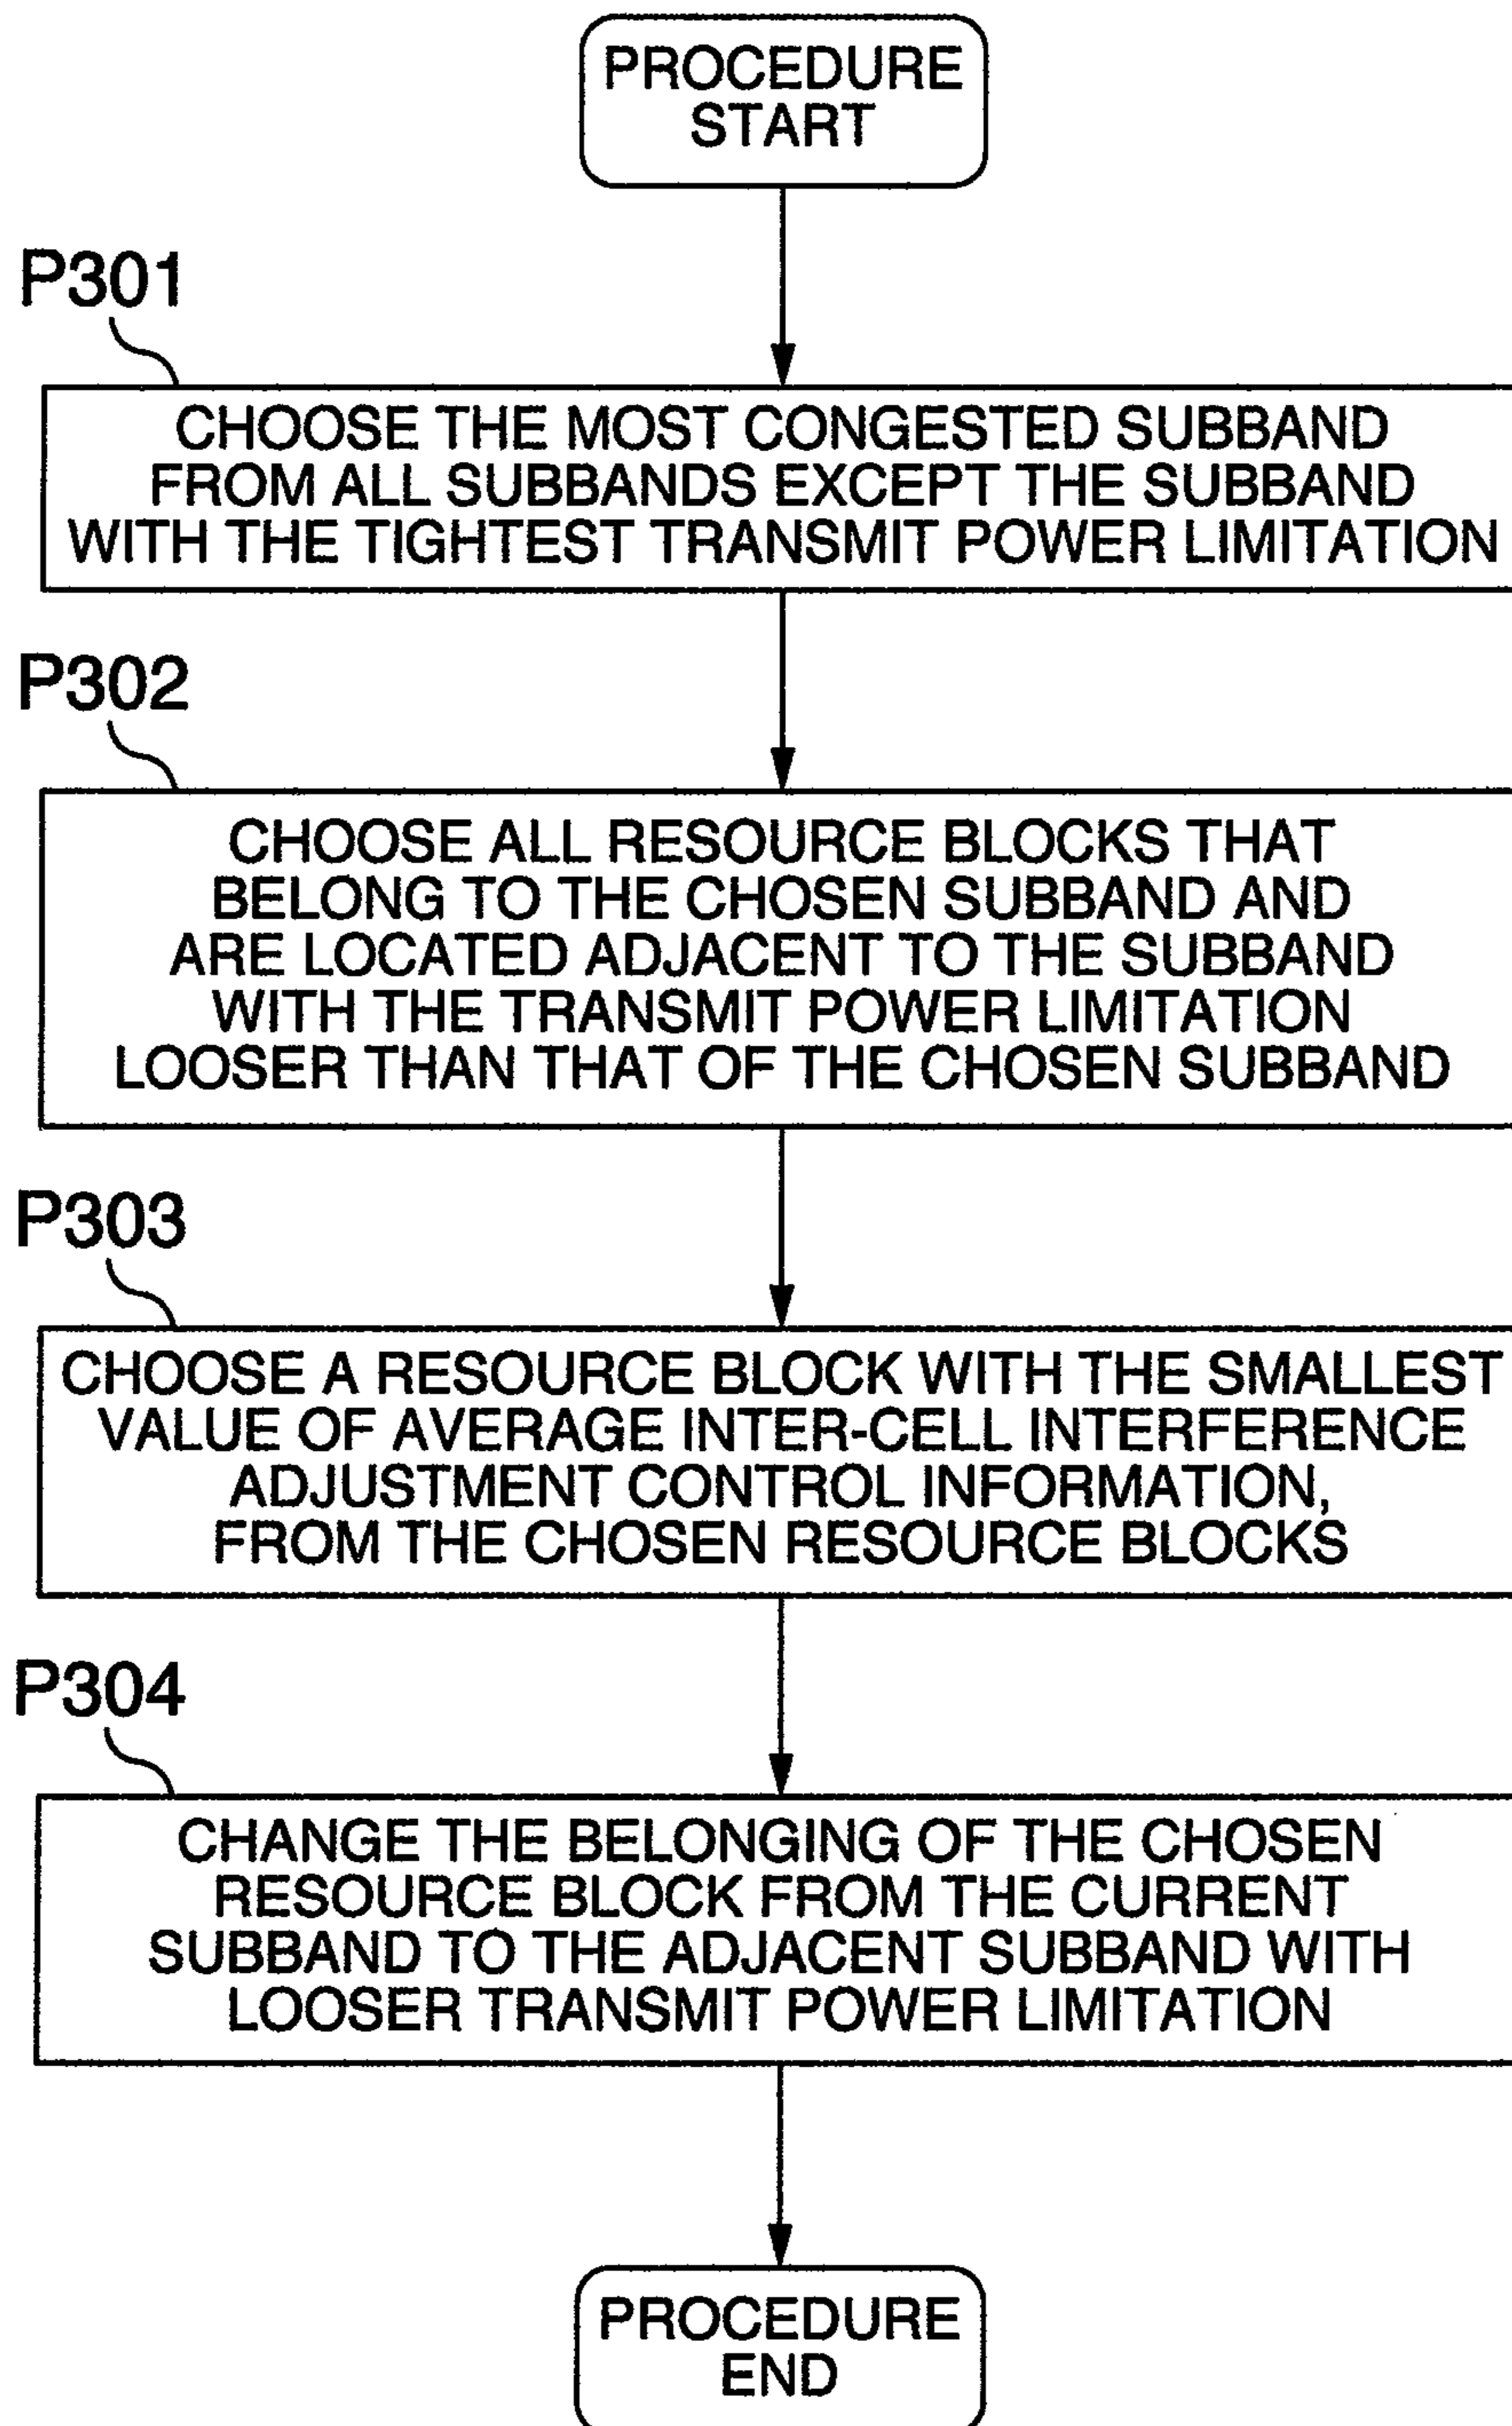 PROCEDURE
START
P301
CHOOSE THE MOST CONGESTED SUBBAND
FROM ALL SUBBANDS EXCEPT THE SUBBAND
WITH THE TIGHTEST TRANSMIT POWER LIMITATION
P302
CHOOSE ALL RESOURCE BLOCKS THAT
BELONG TO THE CHOSEN SUBBAND AND
ARE LOCATED ADJACENT TO THE SUBBAND
WITH THE TRANSMIT POWER LIMITATION
LOOSER THAN THAT OF THE CHOSEN SUBBAND
P303
CHOOSE A RESOURCE BLOCK WITH THE SMALLEST
VALUE OF AVERAGE INTER-CELL INTERFERENCE
ADJUSTMENT CONTROL INFORMATION,
FROM THE CHOSEN RESOURCE BLOCKS
P304
CHANGE THE BELONGING OF THE CHOSEN
RESOURCE BLOCK FROM THE CURRENT
SUBBAND TO THE ADJACENT SUBBAND WITH
LOOSER TRANSMIT POWER LIMITATION
PROCEDURE
END